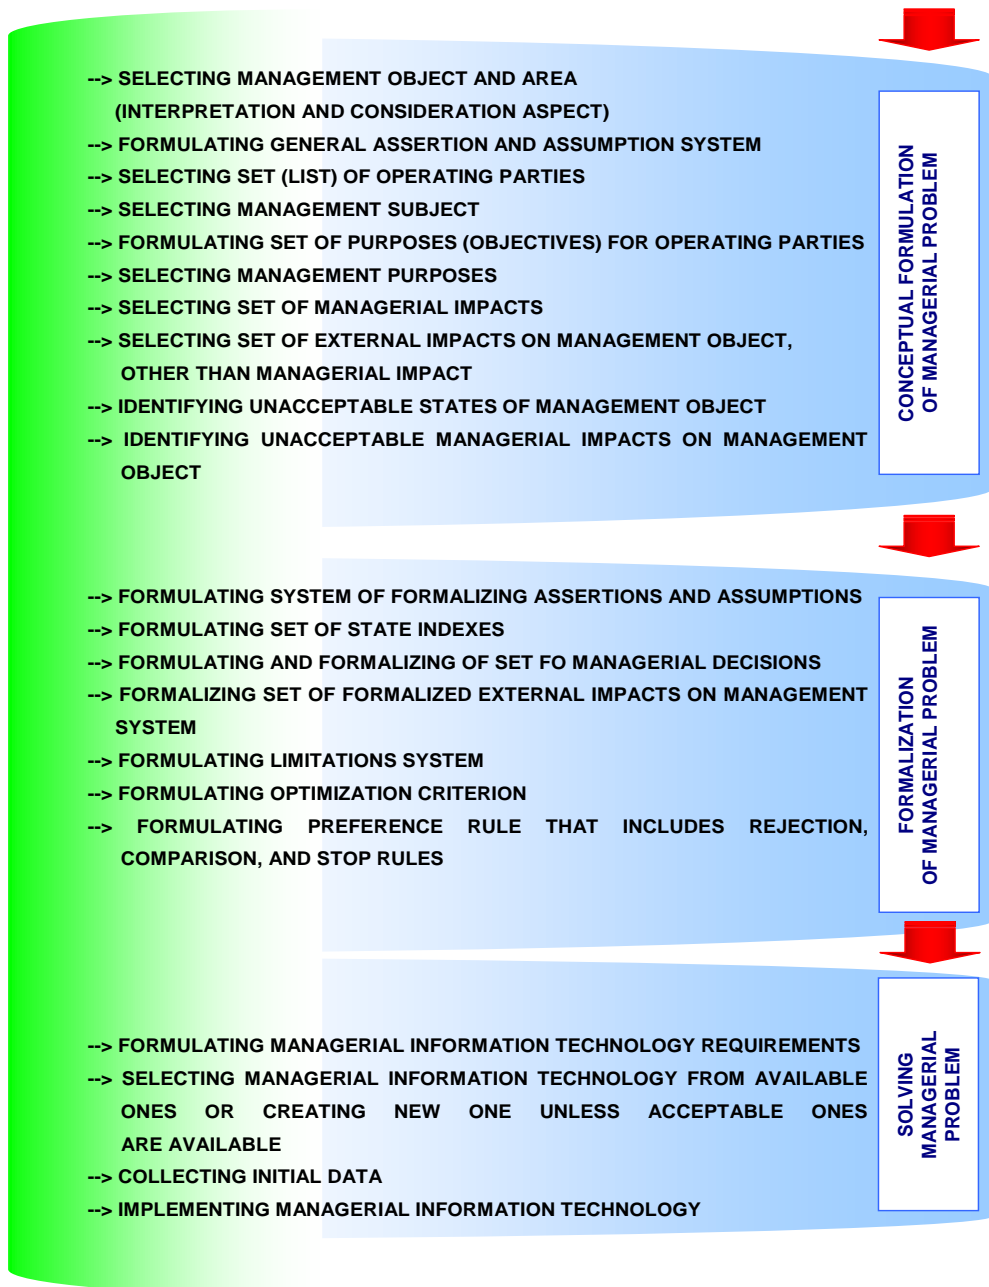 --> SELECTING MANAGEMENT OBJECT AND AREA
(INTERPRETATION AND CONSIDERATION ASPECT)
--> FORMULATING GENERAL ASSERTION AND ASSUMPTION SYSTEM
--> SELECTING SET (LIST) OF OPERATING PARTIES
--> SELECTING MANAGEMENT SUBJECT
--> FORMULATING SET OF PURPOSES (OBJECTIVES) FOR OPERATING PARTIES
--> SELECTING MANAGEMENT PURPOSES
--> SELECTING SET OF MANAGERIAL IMPACTS
--> SELECTING SET OF EXTERNAL IMPACTS ON MANAGEMENT OBJECT,
OTHER THAN MANAGERIAL IMPACT
--> IDENTIFYING UNACCEPTABLE STATES OF MANAGEMENT OBJECT
--> IDENTIFYING UNACCEPTABLE MANAGERIAL IMPACTS ON MANAGEMENT
OBJECT
CONCEPTUAL FORMULATION
OF MANAGERIAL PROBLEM
--> FORMULATING SYSTEM OF FORMALIZING ASSERTIONS AND ASSUMPTIONS
--> FORMULATING SET OF STATE INDEXES
--> FORMULATING AND FORMALIZING OF SET FO MANAGERIAL DECISIONS
--> FORMALIZING SET OF FORMALIZED EXTERNAL IMPACTS ON MANAGEMENT
SYSTEM
--> FORMULATING LIMITATIONS SYSTEM
--> FORMULATING OPTIMIZATION CRITERION
--> FORMULATING PREFERENCE RULE THAT INCLUDES REJECTION,
COMPARISON, AND STOP RULES
FORMALIZATION
OF MANAGERIAL PROBLEM
--> FORMULATING MANAGERIAL INFORMATION TECHNOLOGY REQUIREMENTS
--> SELECTING MANAGERIAL INFORMATION TECHNOLOGY FROM AVAILABLE
ONES OR CREATING NEW ONE UNLESS ACCEPTABLE ONES
ARE AVAILABLE
--> COLLECTING INITIAL DATA
--> IMPLEMENTING MANAGERIAL INFORMATION TECHNOLOGY
SOLVING
MANAGERIAL
PROBLEM